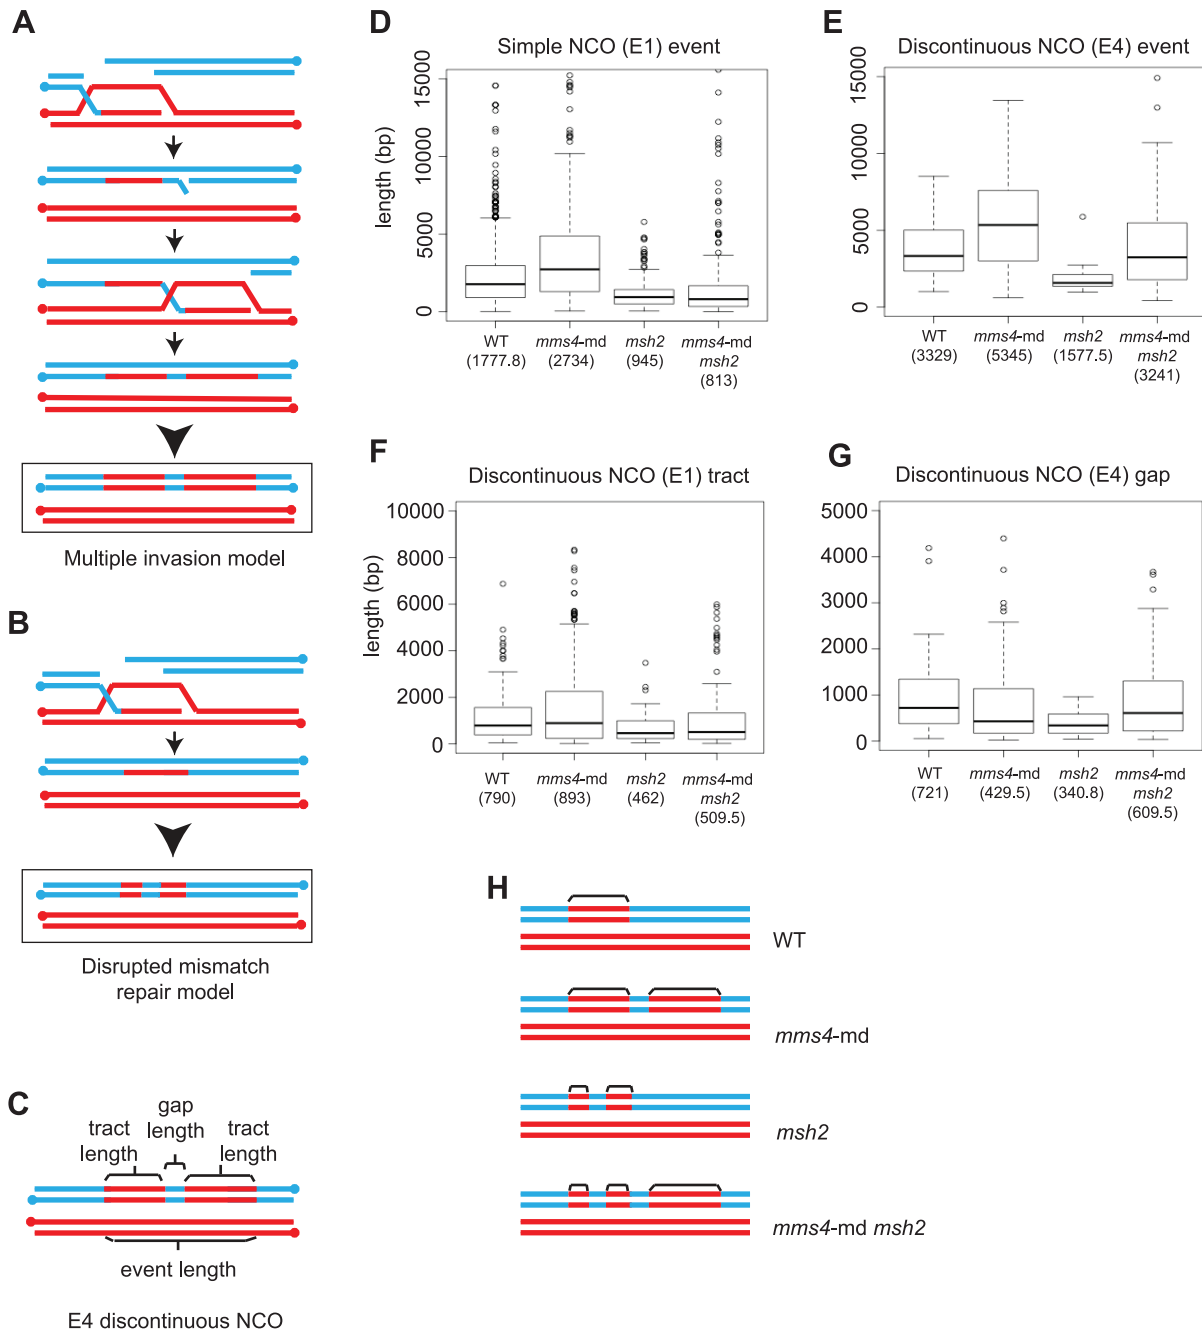 A
Multiple invasion model
B
Disrupted mismatch
repair model
C
gap
length
tract
length
tract
length
event length
E4 discontinuous NCO
D
Simple NCO (E1) event
length (bp)
15000
10000
5000
0
WT
(1777.8)
mms4-md
(2734)
msh2
(945)
mms4-md
msh2
(813)
E
Discontinuous NCO (E4) event
15000
10000
5000
0
WT
(3329)
mms4-md
(5345)
msh2
(1577.5)
mms4-md
msh2
(3241)
F
Discontinuous NCO (E1) tract
length (bp)
10000
8000
6000
4000
2000
0
WT
(790)
mms4-md
(893)
msh2
(462)
mms4-md
msh2
(509.5)
G
Discontinuous NCO (E4) gap
5000
4000
3000
2000
1000
0
WT
(721)
mms4-md
(429.5)
msh2
(340.8)
mms4-md
msh2
(609.5)
H
WT
mms4-md
msh2
mms4-md msh2